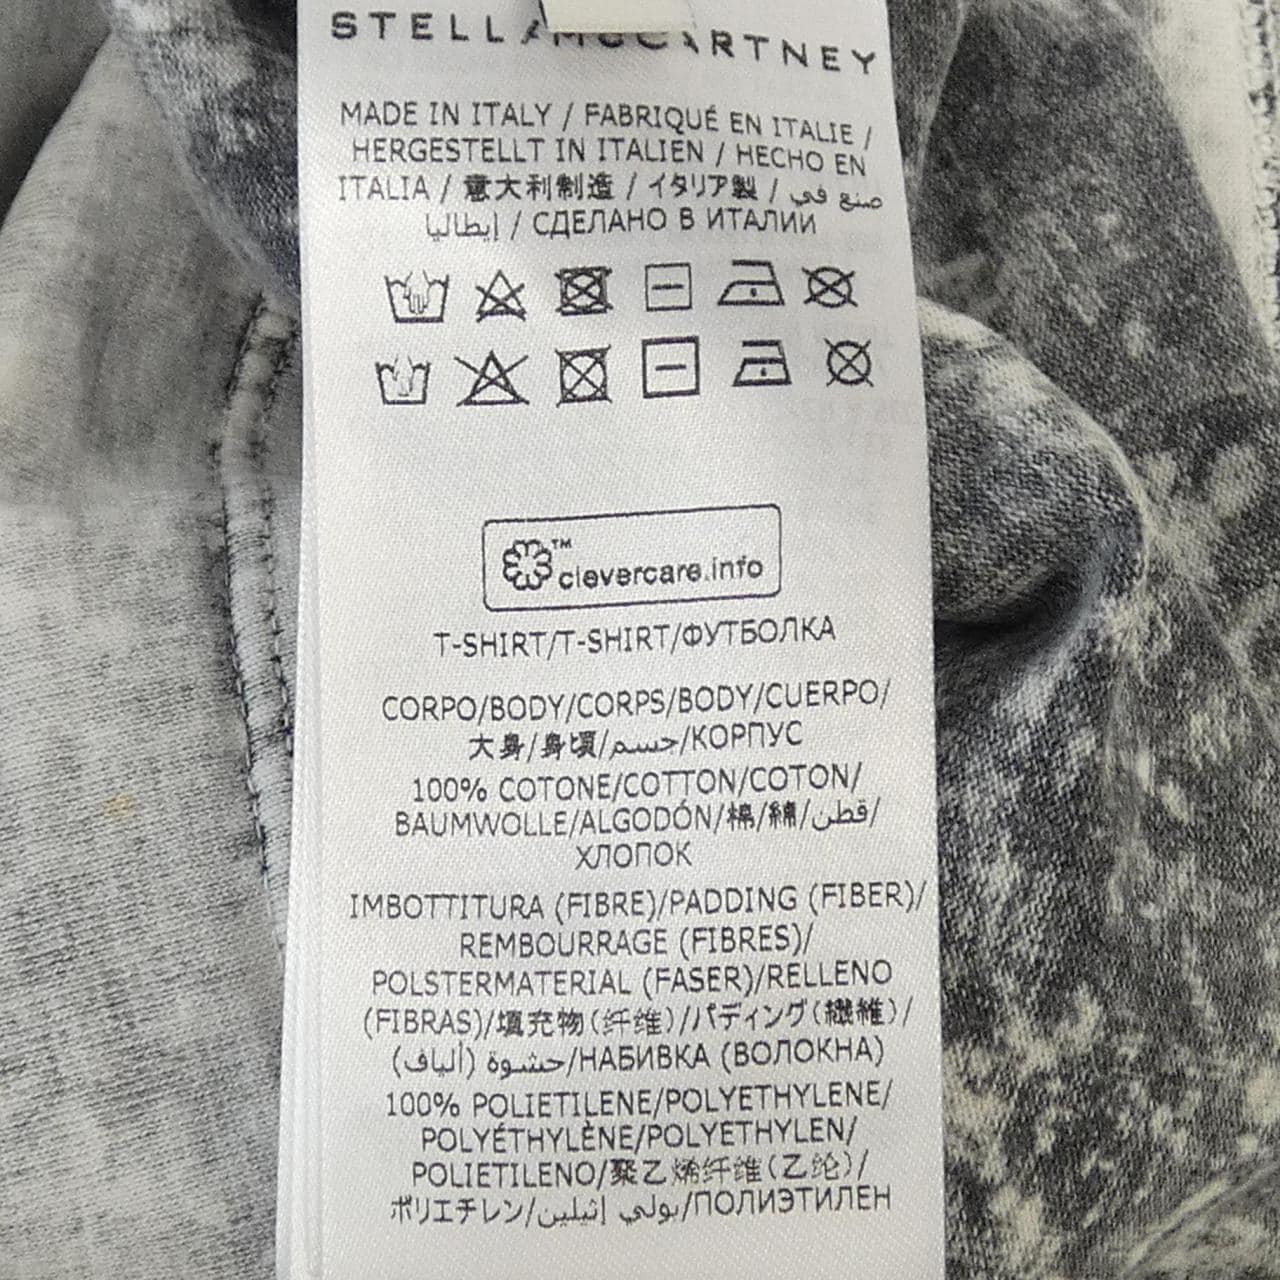 STELLA McCARTNEY
MADE IN ITALY / FABRIQUÉ EN ITALIE /
HERGESTELLT IN ITALIEN / HECHO EN
ITALIA / 意大利制造 / イタリア製 / صنع في
إيطاليا / СДЕЛАНО В ИТАЛИИ
clevercare.info™
T-SHIRT/T-SHIRT/ФУТБОЛКА
CORPO/BODY/CORPS/BODY/CUERPO/
大身/身頃/جسم/КОРПУС
100% COTONE/COTTON/COTON/
BAUMWOLLE/ALGODÓN/棉/綿/قطن/
ХЛОПОК
IMBOTTITURA (FIBRE)/PADDING (FIBER)/
REMBOURRAGE (FIBRES)/
POLSTERMATERIAL (FASER)/RELLENO
(FIBRAS)/填充物(纤维)/パディング(繊維)/
حشوة (ألياف)/НАБИВКА (ВОЛОКНА)
100% POLIETILENE/POLYETHYLENE/
POLYÉTHYLÈNE/POLYETHYLEN/
POLIETILENO/聚乙烯纤维(乙纶)/
ポリエチレン/بولي إثيلين/ПОЛИЭТИЛЕН